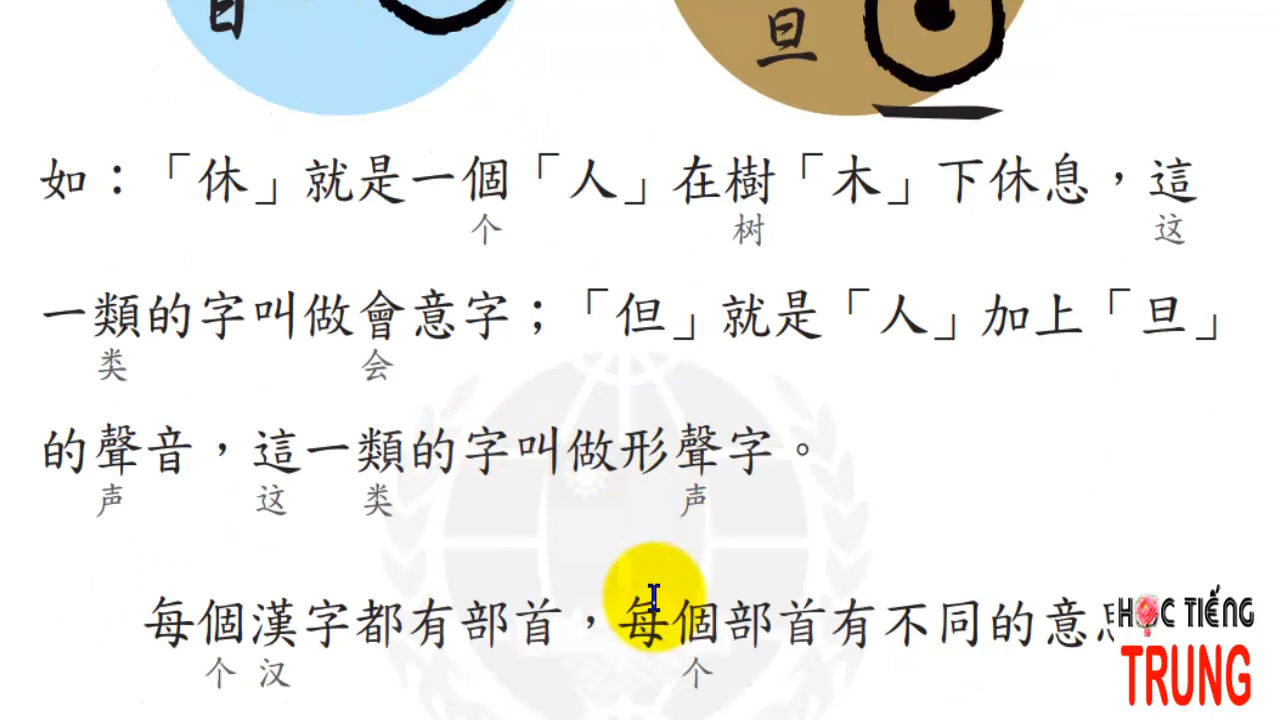 旦
如：「休」就是一個「人」在樹「木」下休息，這
个 树 这
一類的字叫做會意字；「但」就是「人」加上「旦」
类 会
的聲音，這一類的字叫做形聲字。
声 这 类 声
每個漢字都有部首，每個部首有不同的意思
个 汉 个
HỌC TIẾNG
TRUNG